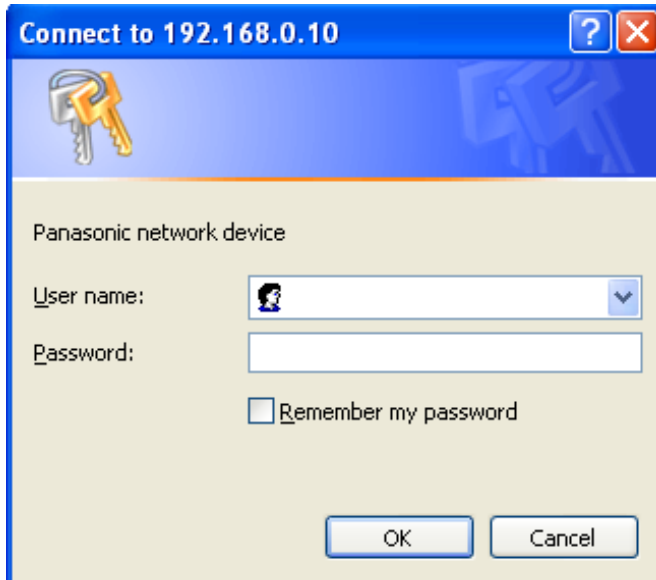 Connect to 192.168.0.10
Panasonic network device
User name:
Password:
Remember my password
OK Cancel